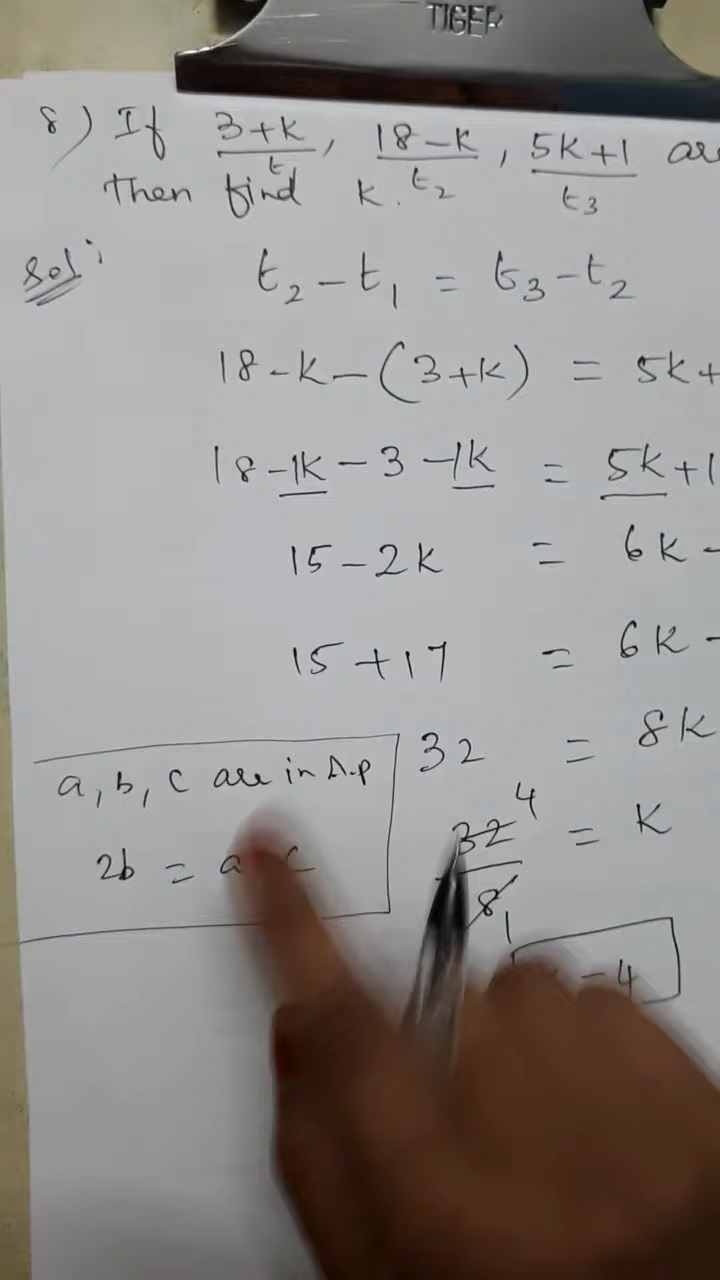 TIGER
8) If 3+k/t, 18-k/t2, 5k+1/t3 are
then find k.
Sol:
t2 - t1 = t3 - t2
18-k-(3+k) = 5k+
18-1k-3-1k = 5k+1
15-2k = 6k-
15+17 = 6k-
32 = 8k
a, b, c are in A.p
32/8 4 1 = k
2b = a c
-4